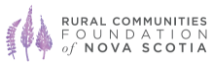 RURAL COMMUNITIES
FOUNDATION
of NOVA SCOTIA